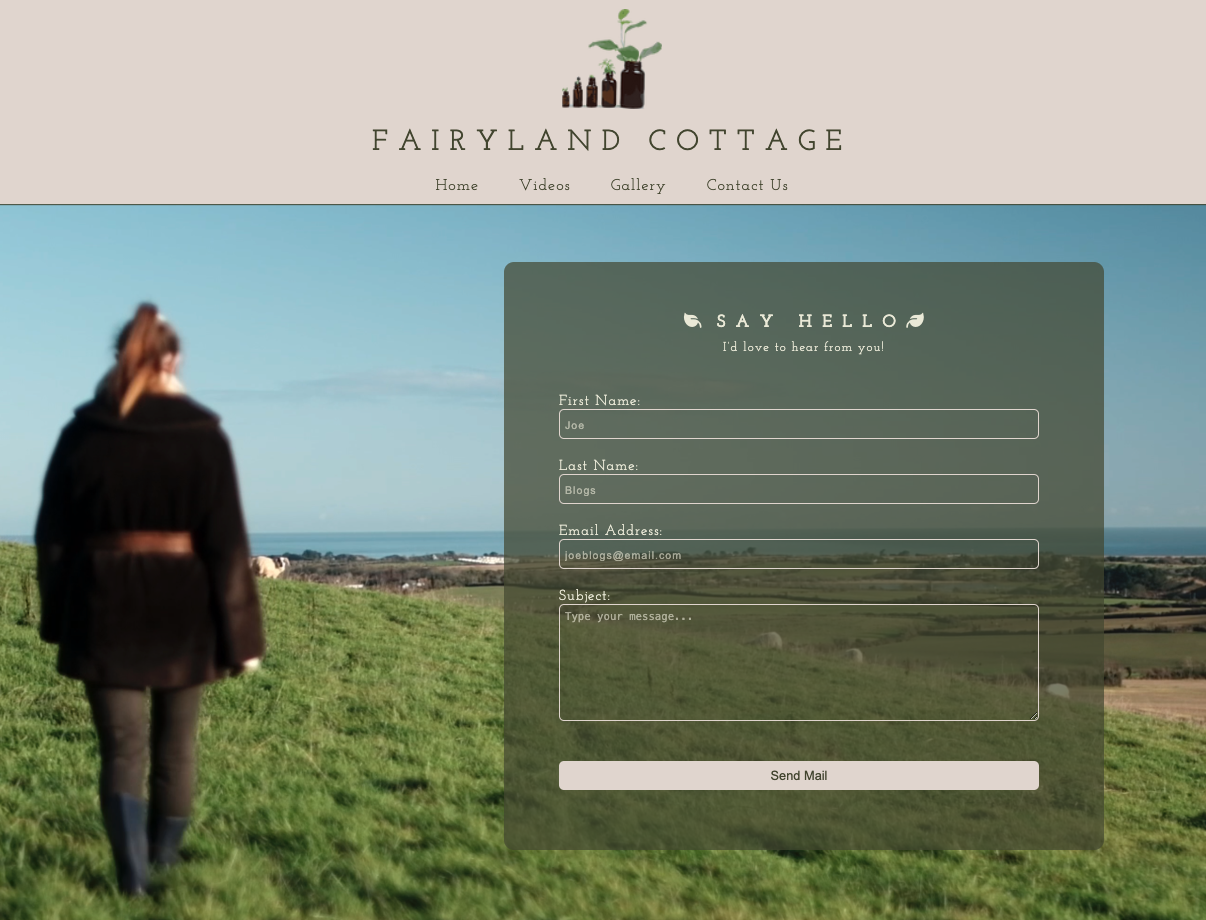 FAIRYLAND COTTAGE
Home Videos Gallery Contact Us
SAY HELLO
I'd love to hear from you!
First Name:
Joe
Last Name:
Blogs
Email Address:
joeblogs@email.com
Subject:
Type your message...
Send Mail